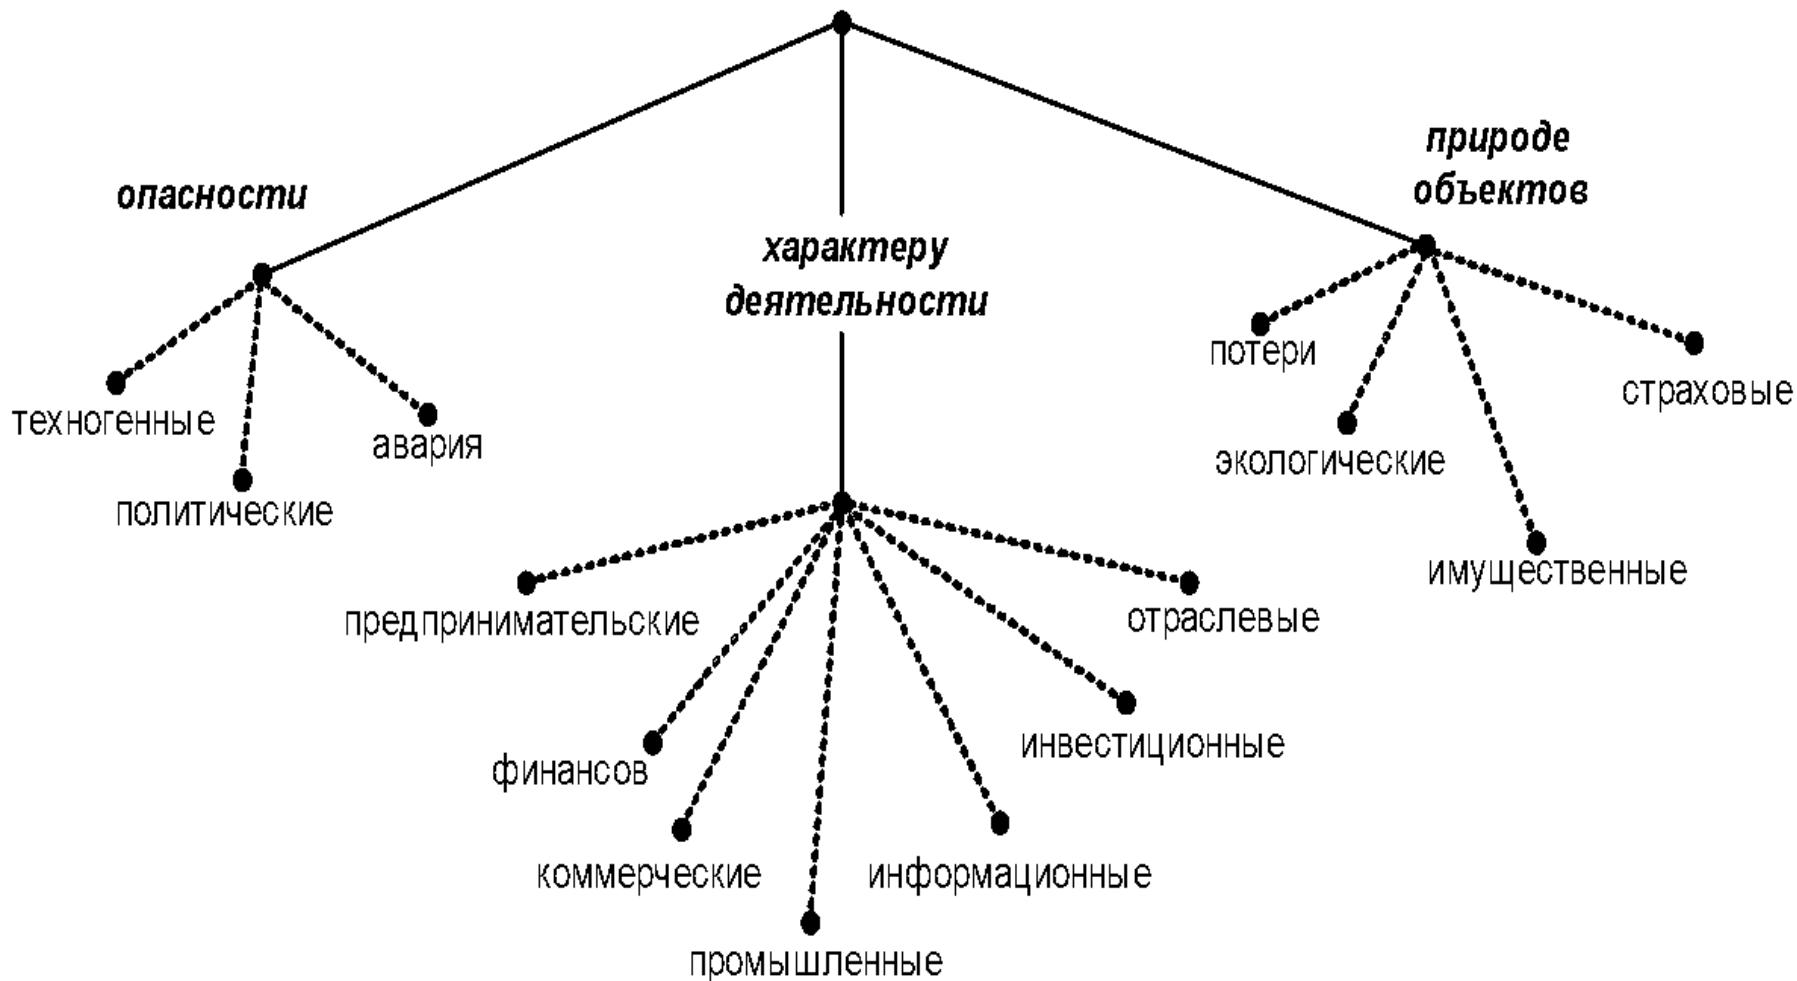 природе
объектов
опасности
характеру
деятельности
потери
страховые
техногенные
авария
экологические
политические
имущественные
предпринимательские
отраслевые
инвестиционные
финансов
коммерческие
информационные
промышленные